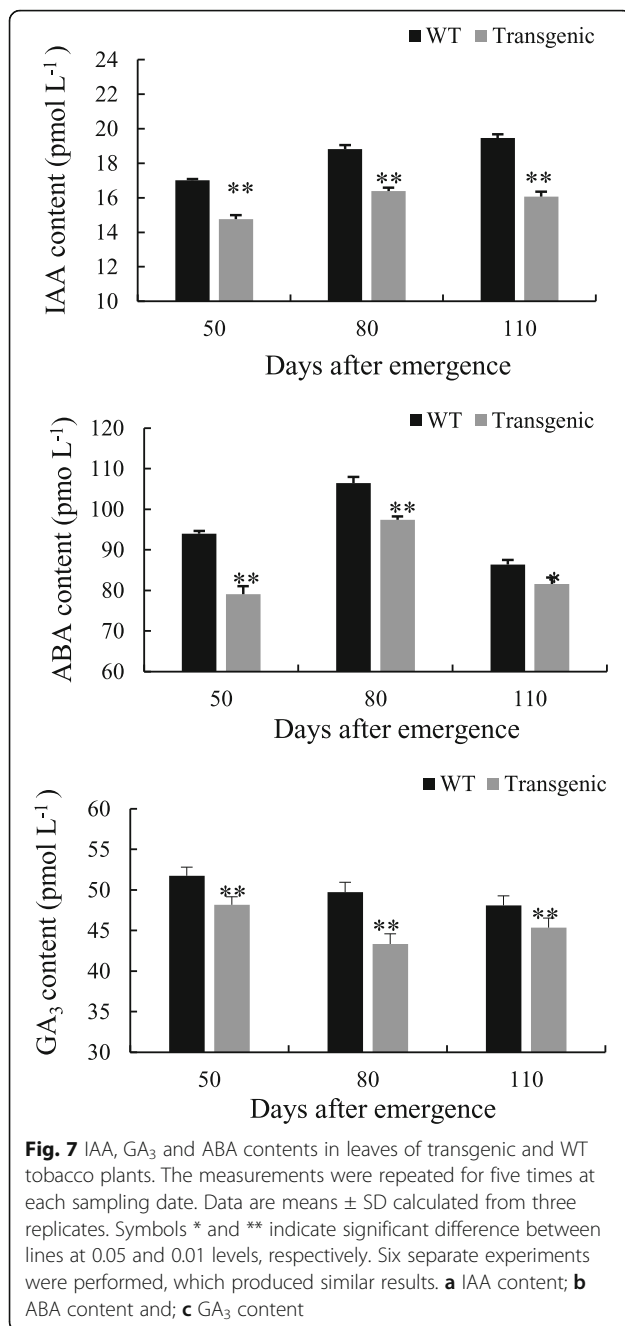 WT Transgenic
24
22
20
18
16
14
12
10
IAA content (pmol L-1)
**
**
**
50 80 110
Days after emergence
WT Transgenic
120
110
100
90
80
70
60
ABA content (pmo L-1)
**
**
*
50 80 110
Days after emergence
WT Transgenic
60
55
50
45
40
35
30
GA3 content (pmol L-1)
**
**
**
50 80 110
Days after emergence
Fig. 7 IAA, GA3 and ABA contents in leaves of transgenic and WT
tobacco plants. The measurements were repeated for five times at
each sampling date. Data are means ± SD calculated from three
replicates. Symbols * and ** indicate significant difference between
lines at 0.05 and 0.01 levels, respectively. Six separate experiments
were performed, which produced similar results. a IAA content; b
ABA content and; c GA3 content